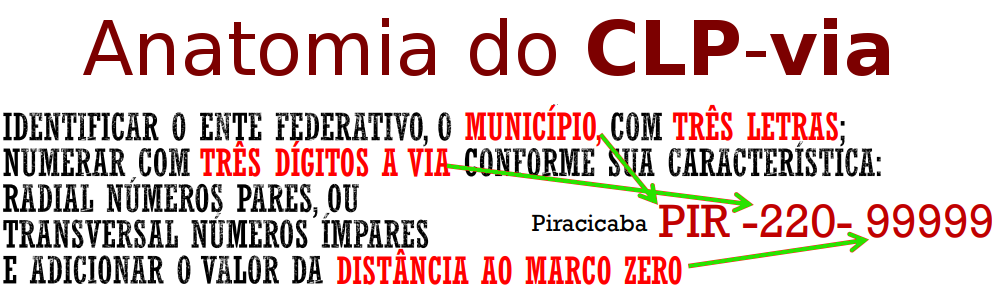 Anatomia do CLP-via
IDENTIFICAR O ENTE FEDERATIVO, O MUNICÍPIO, COM TRÊS LETRAS;
NUMERAR COM TRÊS DÍGITOS A VIA CONFORME SUA CARACTERÍSTICA:
RADIAL NÚMEROS PARES, OU
TRANSVERSAL NÚMEROS ÍMPARES
E ADICIONAR O VALOR DA DISTÂNCIA AO MARCO ZERO
Piracicaba PIR -220- 99999